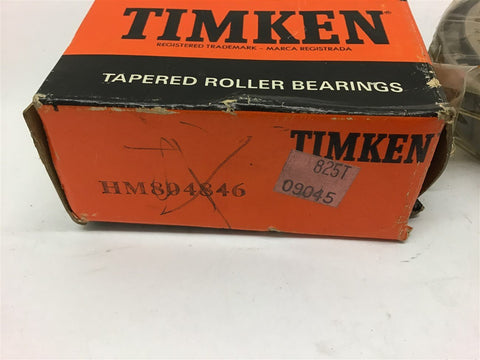 TIMKEN
REGISTERED TRADEMARK - MARCA REGISTRADA
TAPERED ROLLER BEARINGS
TIMKEN
825T
HM804846
09045